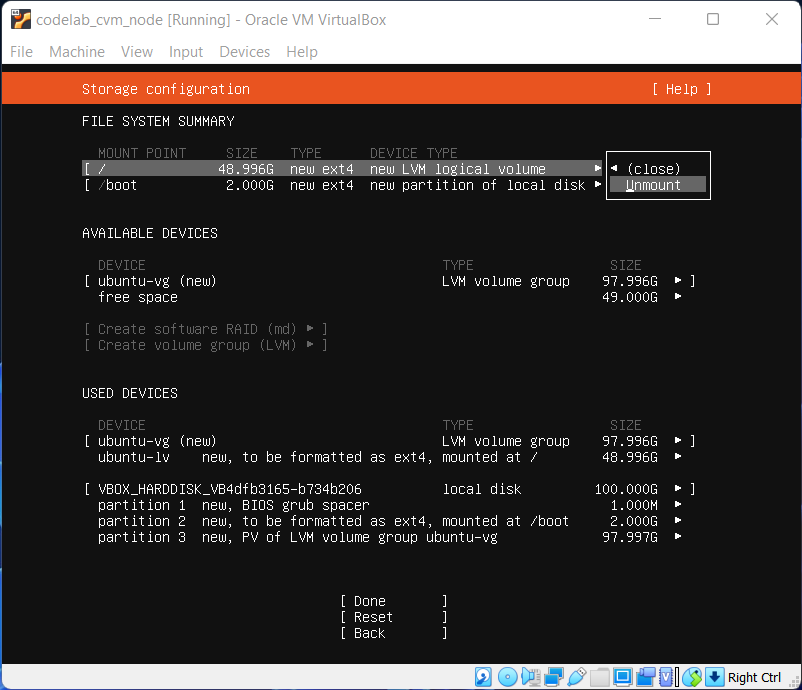 codelab_cvm_node [Running] - Oracle VM VirtualBox
File Machine View Input Devices Help
Storage configuration [ Help ]
FILE SYSTEM SUMMARY
MOUNT POINT SIZE TYPE DEVICE TYPE
[ / 48.996G new ext4 new LVM logical volume ▸ ◂ (close)
[ /boot 2.000G new ext4 new partition of local disk ▸ Unmount
AVAILABLE DEVICES
DEVICE TYPE SIZE
[ ubuntu-vg (new) LVM volume group 97.996G ▸ ]
free space 49.000G ▸
[ Create software RAID (md) ▸ ]
[ Create volume group (LVM) ▸ ]
USED DEVICES
DEVICE TYPE SIZE
[ ubuntu-vg (new) LVM volume group 97.996G ▸ ]
ubuntu-lv new, to be formatted as ext4, mounted at / 48.996G ▸
[ VBOX_HARDDISK_VB4dfb3165-b734b206 local disk 100.000G ▸ ]
partition 1 new, BIOS grub spacer 1.000M ▸
partition 2 new, to be formatted as ext4, mounted at /boot 2.000G ▸
partition 3 new, PV of LVM volume group ubuntu-vg 97.997G ▸
[ Done ]
[ Reset ]
[ Back ]
Right Ctrl